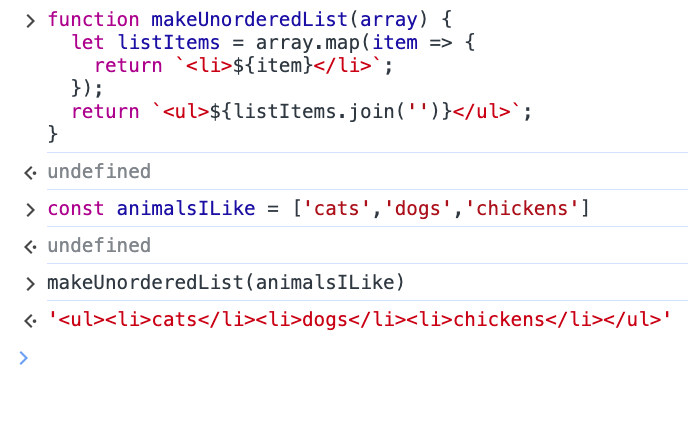 > function makeUnorderedList(array) {
    let listItems = array.map(item => {
      return `<li>${item}</li>`;
    });
    return `<ul>${listItems.join('')}</ul>`;
  }
<· undefined
> const animalsILike = ['cats','dogs','chickens']
<· undefined
> makeUnorderedList(animalsILike)
<· '<ul><li>cats</li><li>dogs</li><li>chickens</li></ul>'
>